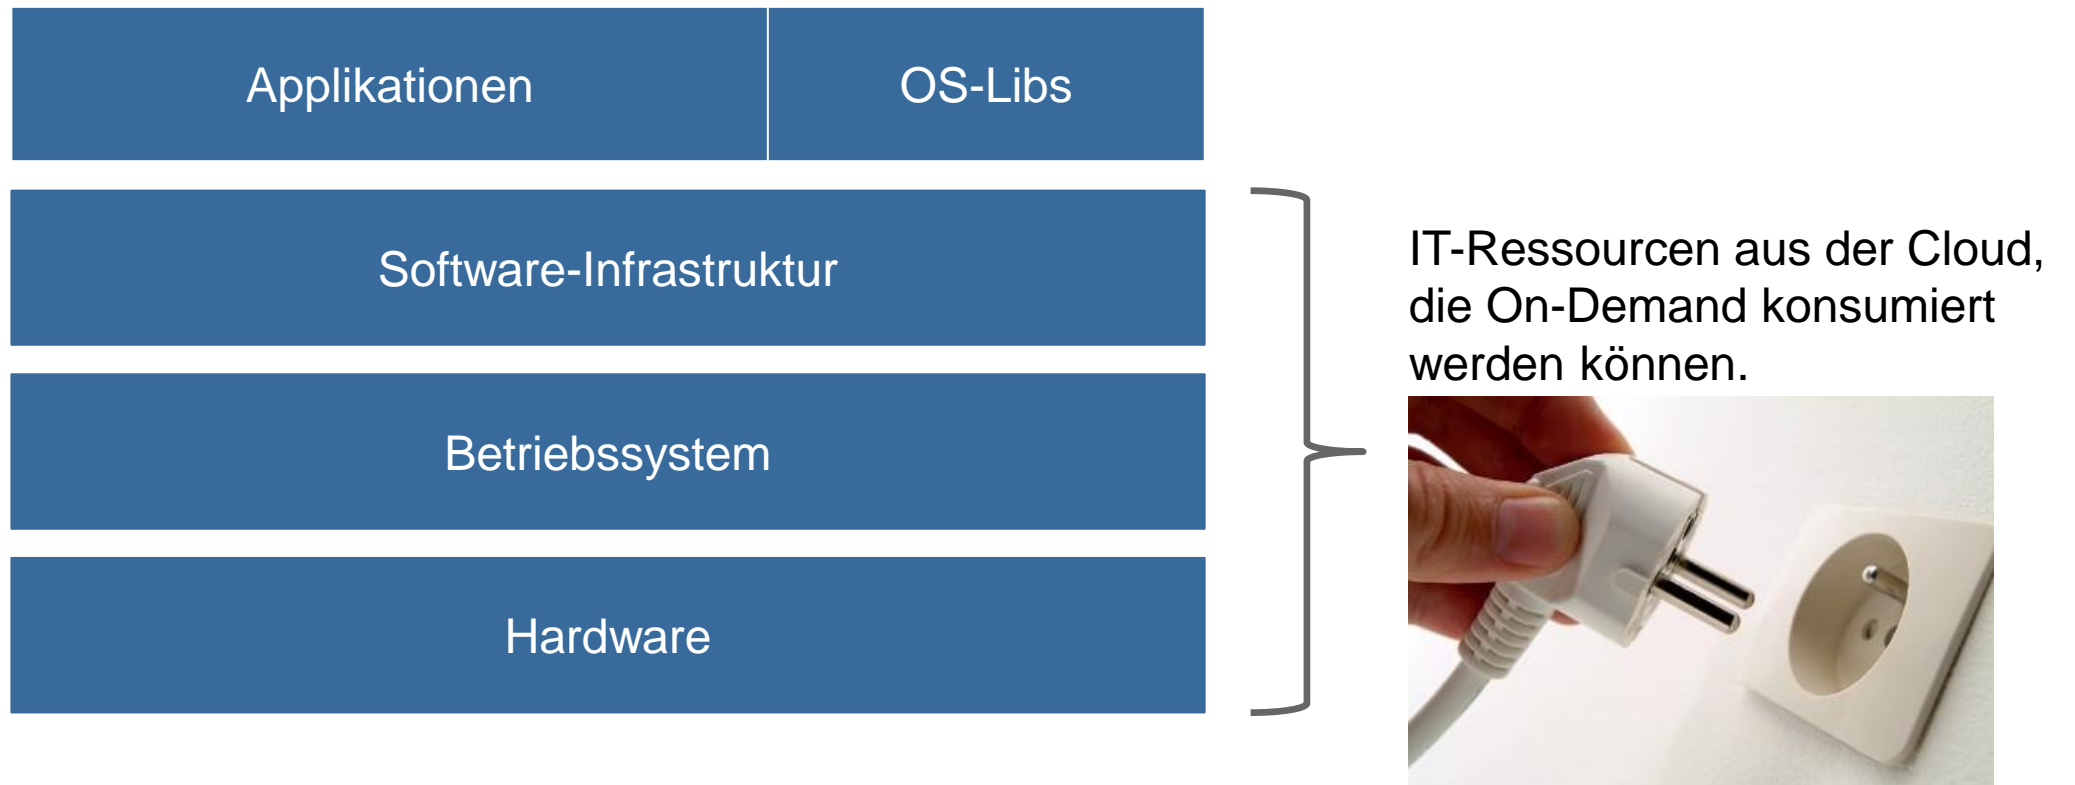 Applikationen
OS-Libs
Software-Infrastruktur
Betriebssystem
Hardware
IT-Ressourcen aus der Cloud,
die On-Demand konsumiert
werden können.